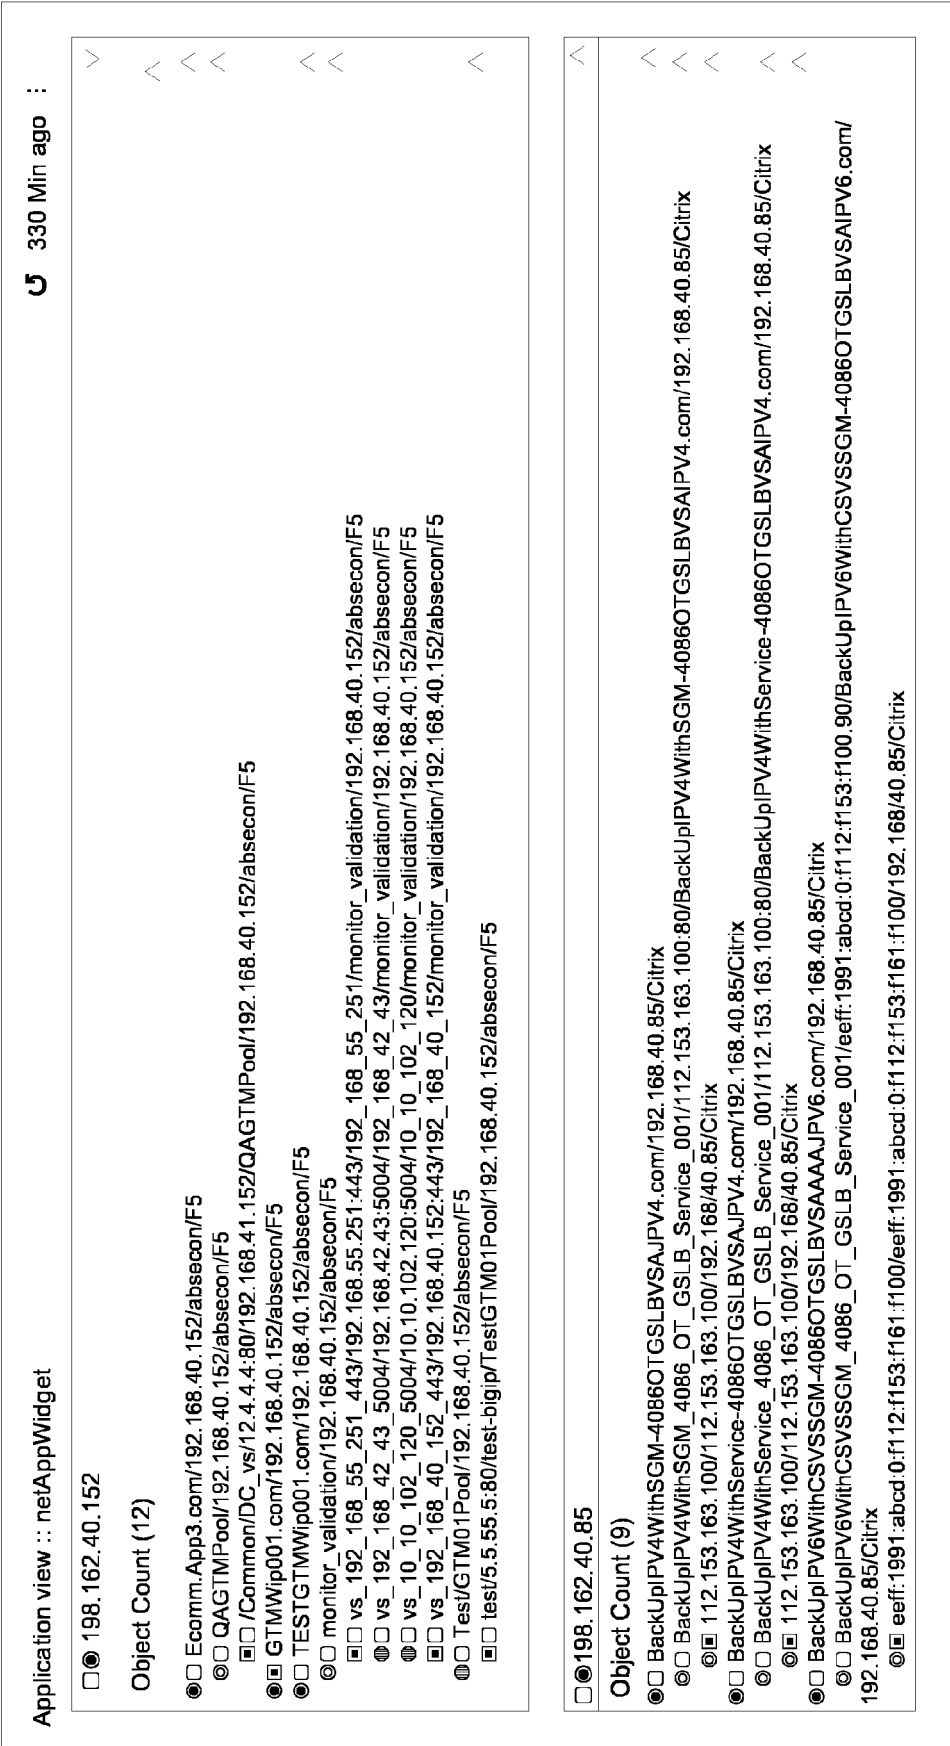 Application view :: netAppWidget
330 Min ago
198.162.40.152
Object Count (12)
Ecomm.App3.com/192.168.40.152/absecon/F5
QAGTMPool/192.168.40.152/absecon/F5
/Common/DC_vs/12.4.4.4:80/192.168.41.152/QAGTMPool/192.168.40.152/absecon/F5
GTMWip001.com/192.168.40.152/absecon/F5
TESTGTMWip001.com/192.168.40.152/absecon/F5
monitor_validation/192.168.40.152/absecon/F5
vs_192_168_55_251_443/192.168.55.251:443/192_168_55_251/monitor_validation/192.168.40.152/absecon/F5
vs_192_168_42_43_5004/192.168.42.43:5004/192_168_42_43/monitor_validation/192.168.40.152/absecon/F5
vs_10_10_102_120_5004/10.10.102.120:5004/10_10_102_120/monitor_validation/192.168.40.152/absecon/F5
vs_192_168_40_152_443/192.168.40.152:443/192_168_40_152/monitor_validation/192.168.40.152/absecon/F5
Test/GTM01Pool/192.168.40.152/absecon/F5
test/5.5.55.5:80/test-bigip/TestGTM01Pool/192.168.40.152/absecon/F5
198.162.40.85
Object Count (9)
BackUpIPV4WithSGM-4086OTGSLBVSAJPV4.com/192.168.40.85/Citrix
BackUpIPV4WithSGM_4086_OT_GSLB_Service_001/112.153.163.100:80/BackUpIPV4WithSGM-4086OTGSLBVSAIPV4.com/192.168.40.85/Citrix
112.153.163.100/112.153.163.100/192.168/40.85/Citrix
BackUpIPV4WithService-4086OTGSLBVSAJPV4.com/192.168.40.85/Citrix
BackUpIPV4WithService_4086_OT_GSLB_Service_001/112.153.163.100:80/BackUpIPV4WithService-4086OTGSLBVSAIPV4.com/192.168.40.85/Citrix
112.153.163.100/112.153.163.100/192.168/40.85/Citrix
BackUpIPV6WithCSVSSGM-4086OTGSLBVSAAAAJPV6.com/192.168.40.85/Citrix
BackUpIPV6WithCSVSSGM_4086_OT_GSLB_Service_001/eeff:1991:abcd:0:f112:f153:f100.90/BackUpIPV6WithCSVSSGM-4086OTGSLBVSAIPV6.com/
192.168.40.85/Citrix
eeff:1991:abcd:0:f112:f153:f161:f100/eeff:1991:abcd:0:f112:f153:f161:f100/192.168/40.85/Citrix